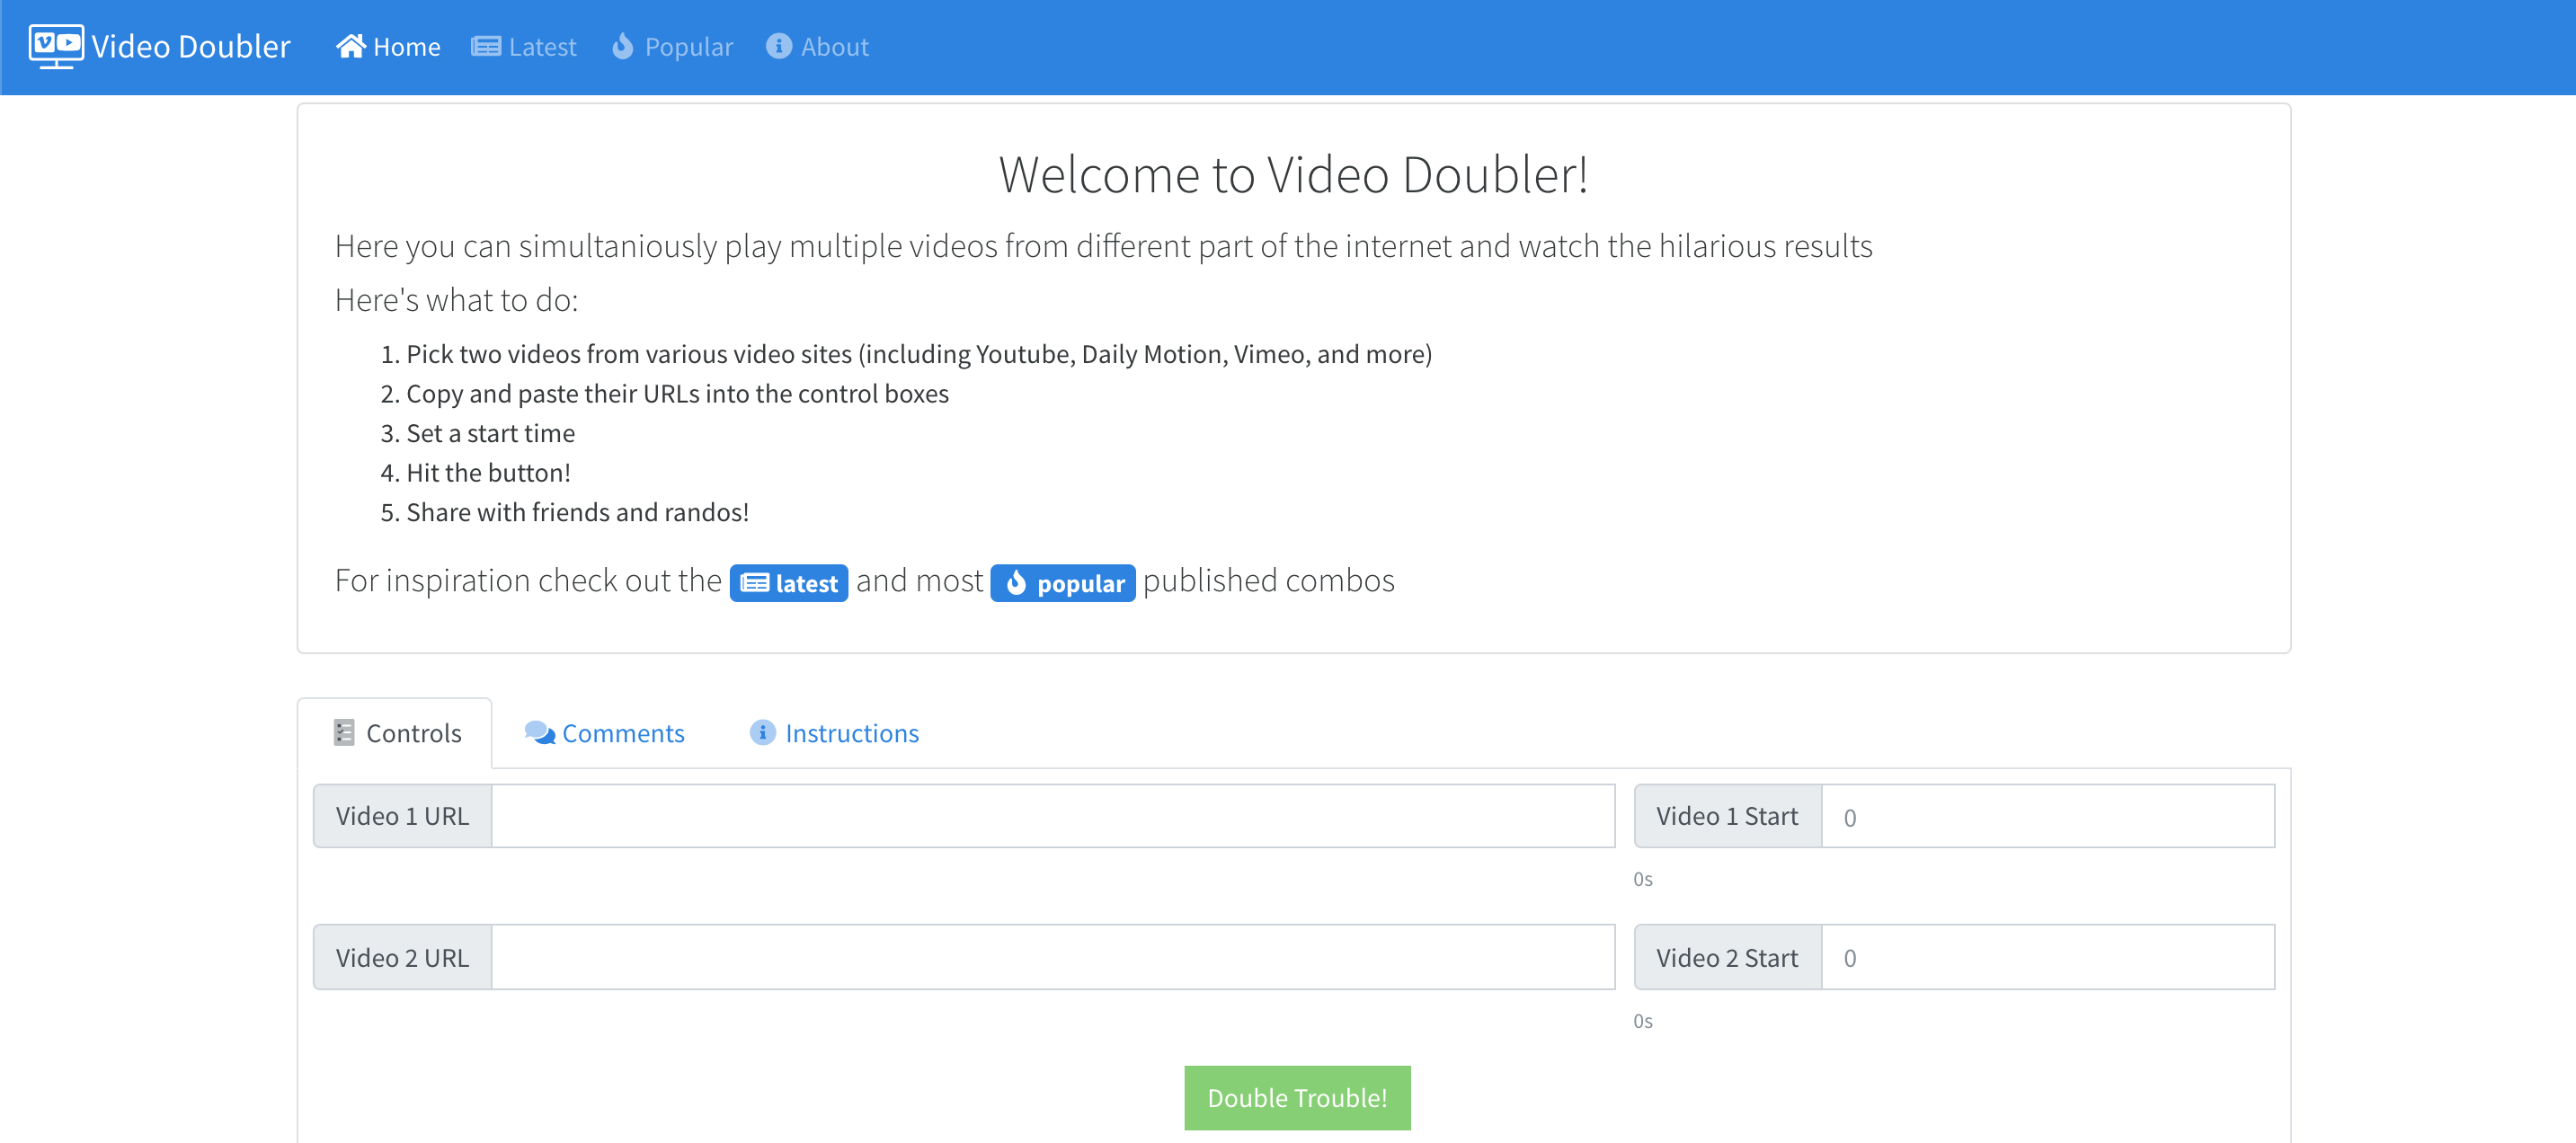 Video Doubler Home Latest Popular About
Welcome to Video Doubler!
Here you can simultaniously play multiple videos from different part of the internet and watch the hilarious results
Here's what to do:
1. Pick two videos from various video sites (including Youtube, Daily Motion, Vimeo, and more)
2. Copy and paste their URLs into the control boxes
3. Set a start time
4. Hit the button!
5. Share with friends and randos!
For inspiration check out the latest and most popular published combos
Controls Comments Instructions
Video 1 URL Video 1 Start 0
0s
Video 2 URL Video 2 Start 0
0s
Double Trouble!